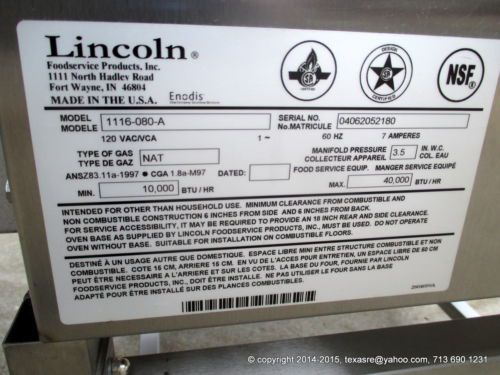 Lincoln®
Foodservice Products, Inc.
1111 North Hadley Road
Fort Wayne, IN 46804
MADE IN THE U.S.A. Enodis
DESIGN
NSF®
MODEL
MODELE 1116-080-A SERIAL NO.
No.MATRICULE 04062052180
120 VAC/VCA 1~ 60 HZ 7 AMPERES
TYPE OF GAS
TYPE DE GAZ NAT MANIFOLD PRESSURE
COLLECTEUR APPAREIL 3.5 IN. W.C.
COL. EAU
ANSZ83.11a-1997 ● CGA 1.8a-M97 DATED: FOOD SERVICE EQUIP. MANGER SERVICE EQUIPÉ
MIN. 10,000 BTU / HR MAX. 40,000 BTU / HR
INTENDED FOR OTHER THAN HOUSEHOLD USE. MINIMUM CLEARANCE FROM COMBUSTIBLE AND
NON COMBUSTIBLE CONSTRUCTION 6 INCHES FROM SIDE AND 6 INCHES FROM BACK.
FOR SERVICE ACCESSIBILITY, IT IS REQUIRED TO PROVIDE AN 18 INCH REAR AND SIDE CLEARANCE.
OVEN BASE AS SUPPLIED BY LINCOLN FOODSERVICE PRODUCTS, INC., MUST BE USED. DO NOT OPERATE
OVEN WITHOUT BASE. SUITABLE FOR INSTALLATION ON COMBUSTIBLE FLOORS.
DESTINÉ À UN USAGE AUTRE QUE DOMESTIQUE. ESPACE LIBRE MINI ENTRE STRUCTURE COMBUSTIBLE ET NON
COMBUSTIBLE. COTE 16 CM, ARRIERE 16 CM. EN VU DE L'ACCES POUR ENTRETIEN, UN ESPACE LIBRE DE 60 CM
PEUT ÊTRE NECESSAIRE A L'ARRIERE ET SUR LES COTES. LA BASE DU FOUR, FOURNIE PAR LINCOLN
FOODSERVICE PRODUCTS, INC., DOIT ÊTRE INSTALLE. NE PAS UTILISER LE FOUR SANS BASE
ADAPTÉ POUR ÊTRE INSTALLÉ SUR DES PLANCHES COMBUSTIBLES.
© copyright 2014-2015, texasre@yahoo.com, 713 690 1231